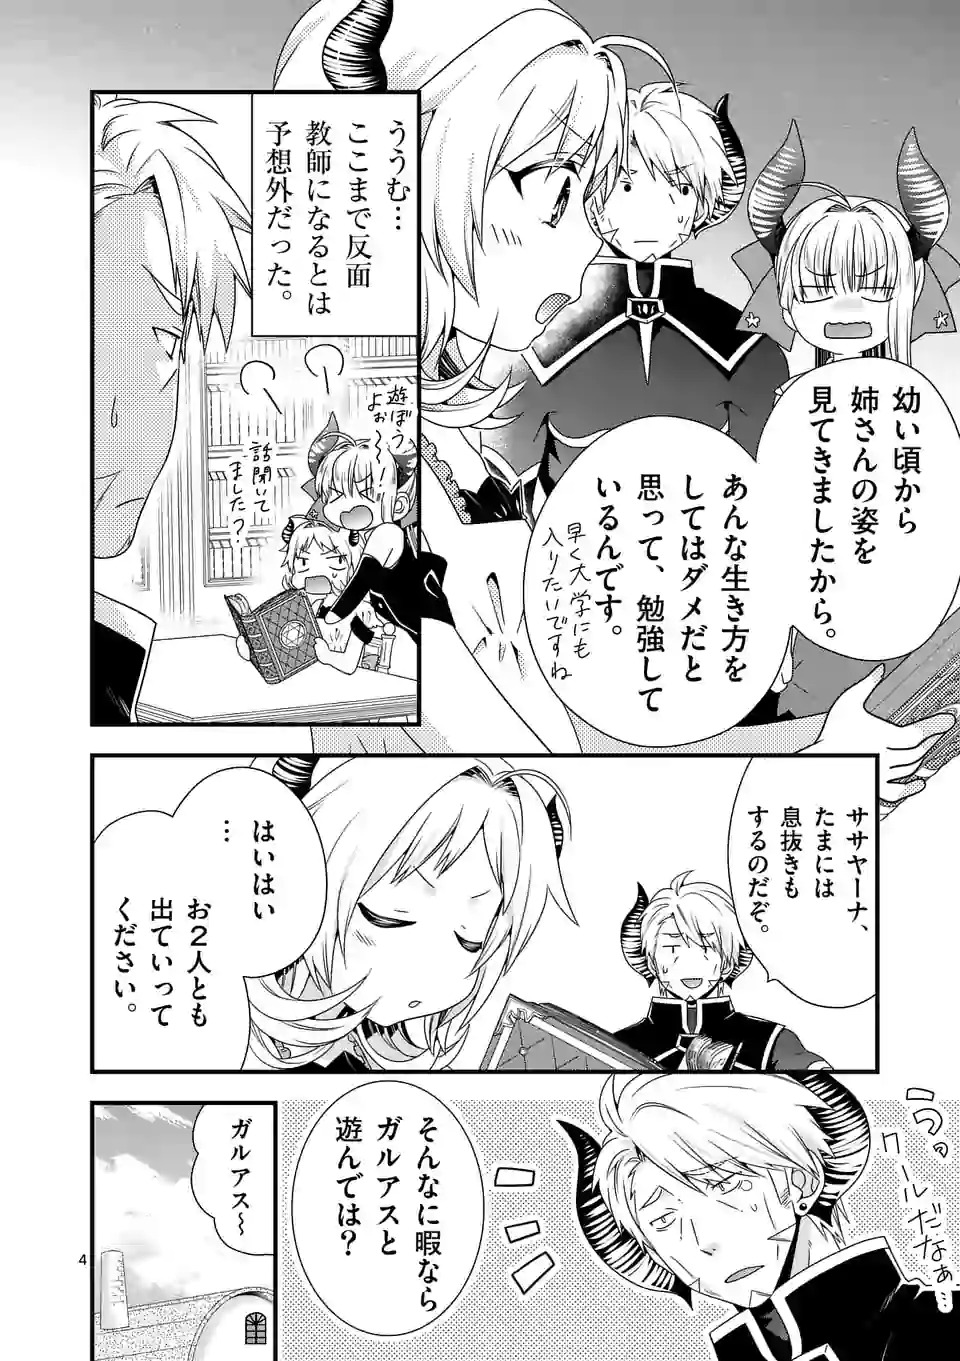 幼い頃から
姉さんの姿を
見てきましたから。
あんな生き方を
してはダメだと
思って、勉強して
いるんです。
早く大学にも
入りたいですね
ううむ…
ここまで反面
教師になるとは
予想外だった。
遊ぼう
よぉ〜!
話聞いて
ました?
ササヤーナ、
たまには
息抜きも
するのだぞ。
はいはい
…
お2人とも
出ていって
ください。
うっ
クールだなぁ…
そんなに暇なら
ガルアスと
遊んでは?
ガルアス〜
4